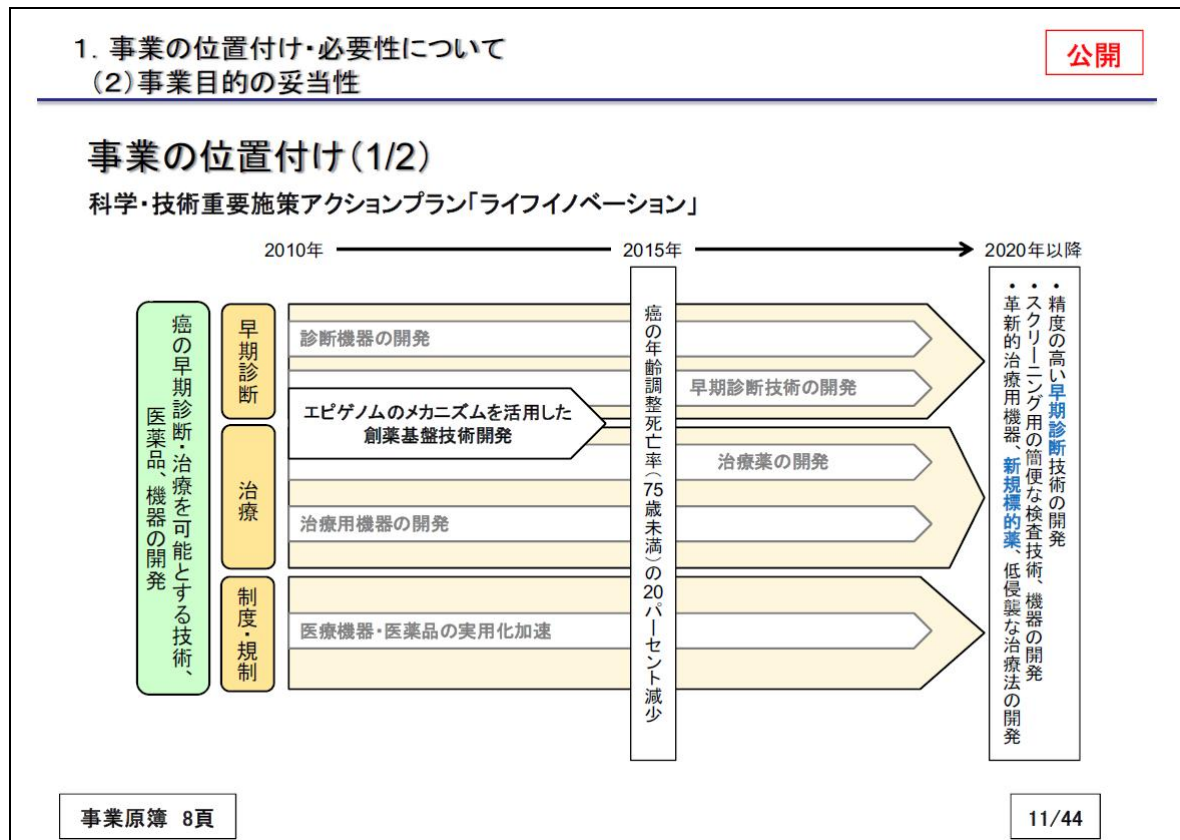 1. 事業の位置付け・必要性について
(2)事業目的の妥当性
公開
事業の位置付け(1/2)
科学・技術重要施策アクションプラン「ライフイノベーション」
2010年
2015年
2020年以降
癌の早期診断・治療を可能とする技術、
医薬品、機器の開発
早期診断
診断機器の開発
早期診断技術の開発
エピゲノムのメカニズムを活用した
創薬基盤技術開発
治療
治療薬の開発
治療用機器の開発
制度・規制
医療機器・医薬品の実用化加速
癌の年齢調整死亡率(75歳未満)の20パーセント減少
・精度の高い早期診断技術の開発
・スクリーニング用の簡便な検査技術、機器の開発
・革新的治療用機器、新規標的薬、低侵襲な治療法の開発
事業原簿 8頁
11/44